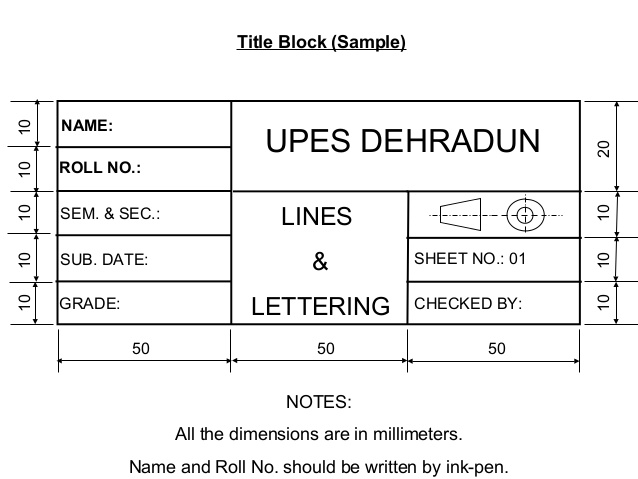 Title Block (Sample)
10
NAME:
UPES DEHRADUN
20
10
ROLL NO.:
10
SEM. & SEC.:
LINES
10
10
SUB. DATE:
&
SHEET NO.: 01
10
10
GRADE:
LETTERING
CHECKED BY:
10
50
50
50
NOTES:
All the dimensions are in millimeters.
Name and Roll No. should be written by ink-pen.